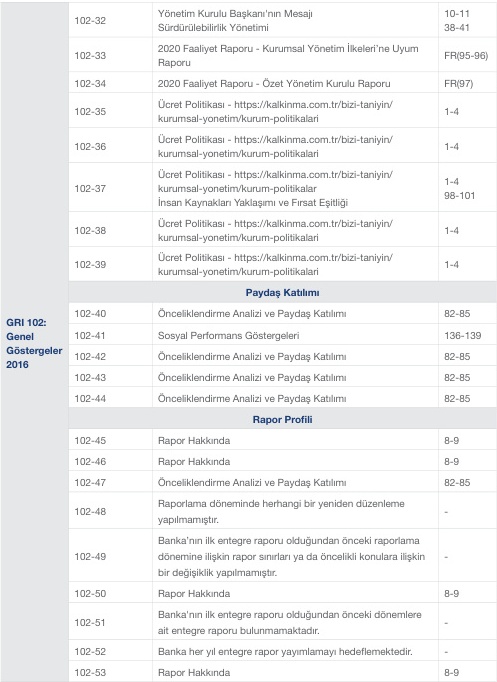 102-32
Yönetim Kurulu Başkanı'nın Mesajı
Sürdürülebilirlik Yönetimi
10-11
38-41
102-33
2020 Faaliyet Raporu - Kurumsal Yönetim İlkeleri'ne Uyum
Raporu
FR(95-96)
102-34
2020 Faaliyet Raporu - Özet Yönetim Kurulu Raporu
FR(97)
102-35
Ücret Politikası - https://kalkinma.com.tr/bizi-taniyin/
kurumsal-yonetim/kurum-politikalari
1-4
102-36
Ücret Politikası - https://kalkinma.com.tr/bizi-taniyin/
kurumsal-yonetim/kurum-politikalari
1-4
102-37
Ücret Politikası - https://kalkinma.com.tr/bizi-taniyin/
kurumsal-yonetim/kurum-politikalar
İnsan Kaynakları Yaklaşımı ve Fırsat Eşitliği
1-4
98-101
102-38
Ücret Politikası - https://kalkinma.com.tr/bizi-taniyin/
kurumsal-yonetim/kurum-politikalari
1-4
102-39
Ücret Politikası - https://kalkinma.com.tr/bizi-taniyin/
kurumsal-yonetim/kurum-politikalari
1-4
Paydaş Katılımı
GRI 102:
Genel
Göstergeler
2016
102-40
Önceliklendirme Analizi ve Paydaş Katılımı
82-85
102-41
Sosyal Performans Göstergeleri
136-139
102-42
Önceliklendirme Analizi ve Paydaş Katılımı
82-85
102-43
Önceliklendirme Analizi ve Paydaş Katılımı
82-85
102-44
Önceliklendirme Analizi ve Paydaş Katılımı
82-85
Rapor Profili
102-45
Rapor Hakkında
8-9
102-46
Rapor Hakkında
8-9
102-47
Önceliklendirme Analizi ve Paydaş Katılımı
82-85
102-48
Raporlama döneminde herhangi bir yeniden düzenleme
yapılmamıştır.
-
102-49
Banka'nın ilk entegre raporu olduğundan önceki raporlama
dönemine ilişkin rapor sınırları ya da öncelikli konulara ilişkin
bir değişiklik yapılmamıştır.
-
102-50
Rapor Hakkında
8-9
102-51
Banka'nın ilk entegre raporu olduğundan önceki dönemlere
ait entegre raporu bulunmamaktadır.
-
102-52
Banka her yıl entegre rapor yayımlamayı hedeflemektedir.
-
102-53
Rapor Hakkında
8-9